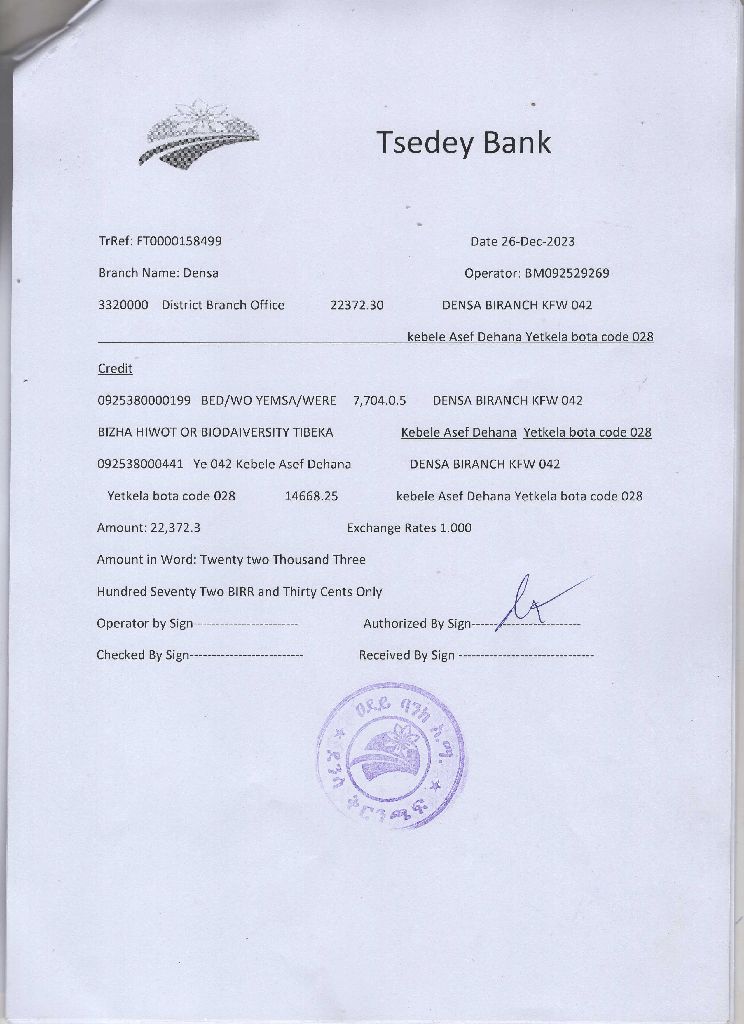 Tsedey Bank
TrRef: FT0000158499 Date 26-Dec-2023
Branch Name: Densa Operator: BM092529269
3320000 District Branch Office 22372.30 DENSA BIRANCH KFW 042
kebele Asef Dehana Yetkela bota code 028
Credit
0925380000199 BED/WO YEMSA/WERE 7,704.0.5 DENSA BIRANCH KFW 042
BIZHA HIWOT OR BIODAIVERSITY TIBEKA Kebele Asef Dehana Yetkela bota code 028
092538000441 Ye 042 Kebele Asef Dehana DENSA BIRANCH KFW 042
Yetkela bota code 028 14668.25 kebele Asef Dehana Yetkela bota code 028
Amount: 22,372.3 Exchange Rates 1.000
Amount in Word: Twenty two Thousand Three
Hundred Seventy Two BIRR and Thirty Cents Only
Operator by Sign------------------------ Authorized By Sign-------------------------
Checked By Sign-------------------------- Received By Sign -------------------------------
ፀደይ ባንክ አ.ማ.
ደንሳ ቅርንጫፍ